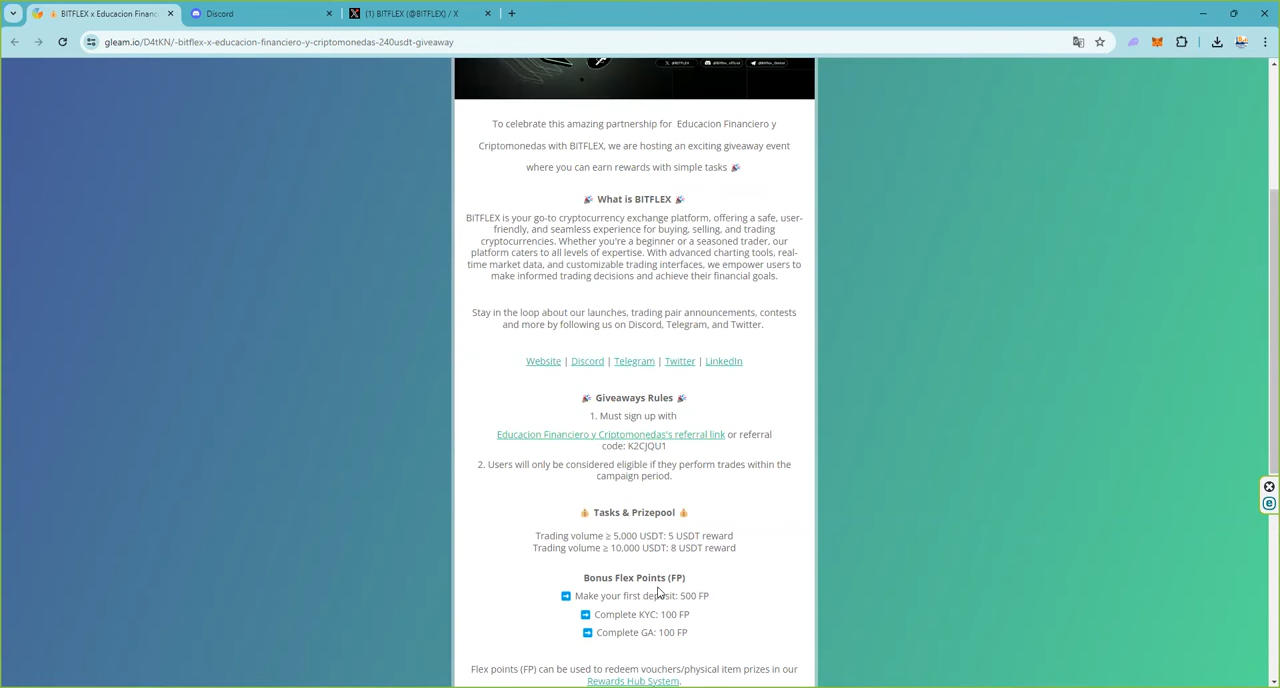 BITFLEX x Educacion Financ
Discord
(1) BITFLEX (@BITFLEX) / X
gleam.io/D4tKN/-bitflex-x-educacion-financiero-y-criptomonedas-240usdt-giveaway
@BITFLEX
@Bitflex_official
@Bitflex_Global
To celebrate this amazing partnership for Educacion Financiero y
Criptomonedas with BITFLEX, we are hosting an exciting giveaway event
where you can earn rewards with simple tasks 🎉
🎉 What is BITFLEX 🎉
BITFLEX is your go-to cryptocurrency exchange platform, offering a safe, user-
friendly, and seamless experience for buying, selling, and trading
cryptocurrencies. Whether you're a beginner or a seasoned trader, our
platform caters to all levels of expertise. With advanced charting tools, real-
time market data, and customizable trading interfaces, we empower users to
make informed trading decisions and achieve their financial goals.
Stay in the loop about our launches, trading pair announcements, contests
and more by following us on Discord, Telegram, and Twitter.
Website | Discord | Telegram | Twitter | LinkedIn
🎉 Giveaways Rules 🎉
1. Must sign up with
Educacion Financiero y Criptomonedas's referral link or referral
code: K2CJQU1
2. Users will only be considered eligible if they perform trades within the
campaign period.
💰 Tasks & Prizepool 💰
Trading volume ≥ 5,000 USDT: 5 USDT reward
Trading volume ≥ 10,000 USDT: 8 USDT reward
Bonus Flex Points (FP)
➡️ Make your first deposit: 500 FP
➡️ Complete KYC: 100 FP
➡️ Complete GA: 100 FP
Flex points (FP) can be used to redeem vouchers/physical item prizes in our
Rewards Hub System.